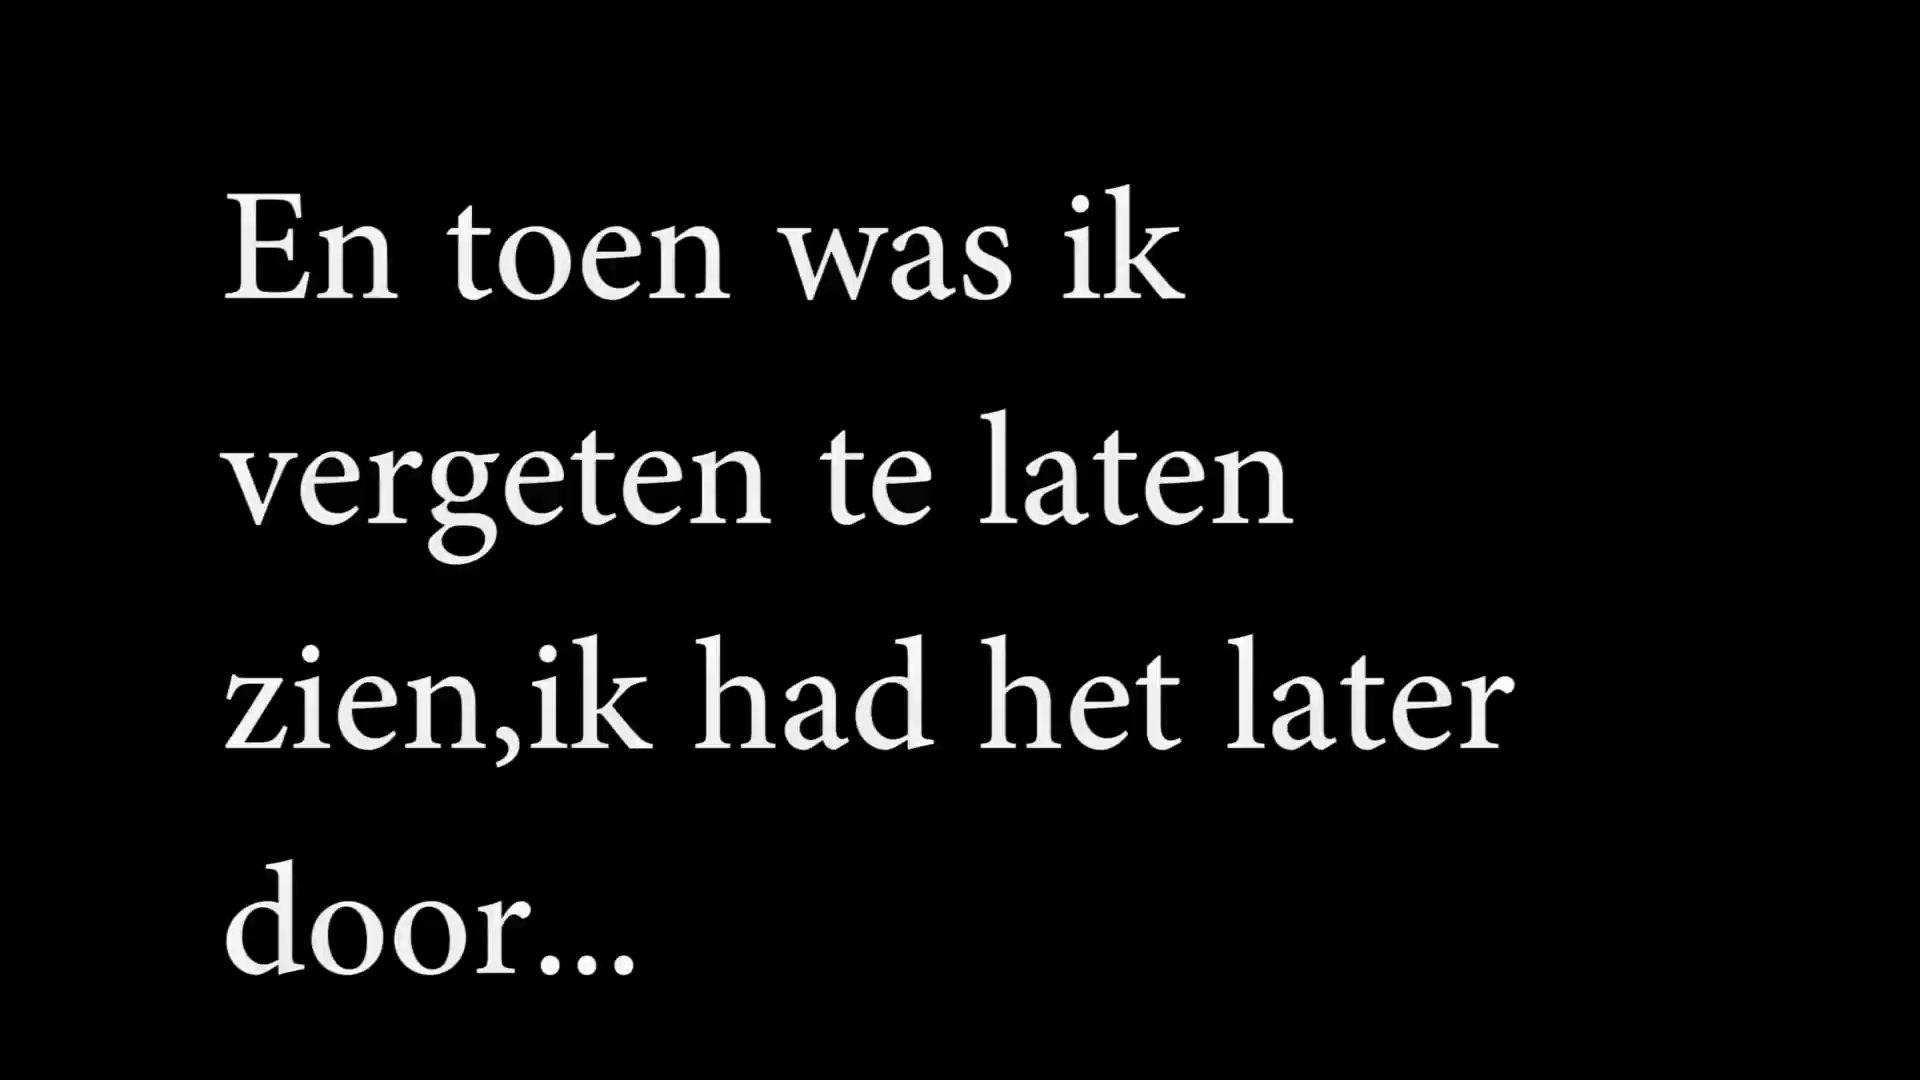 En toen was ik
vergeten te laten
zien,ik had het later
door...